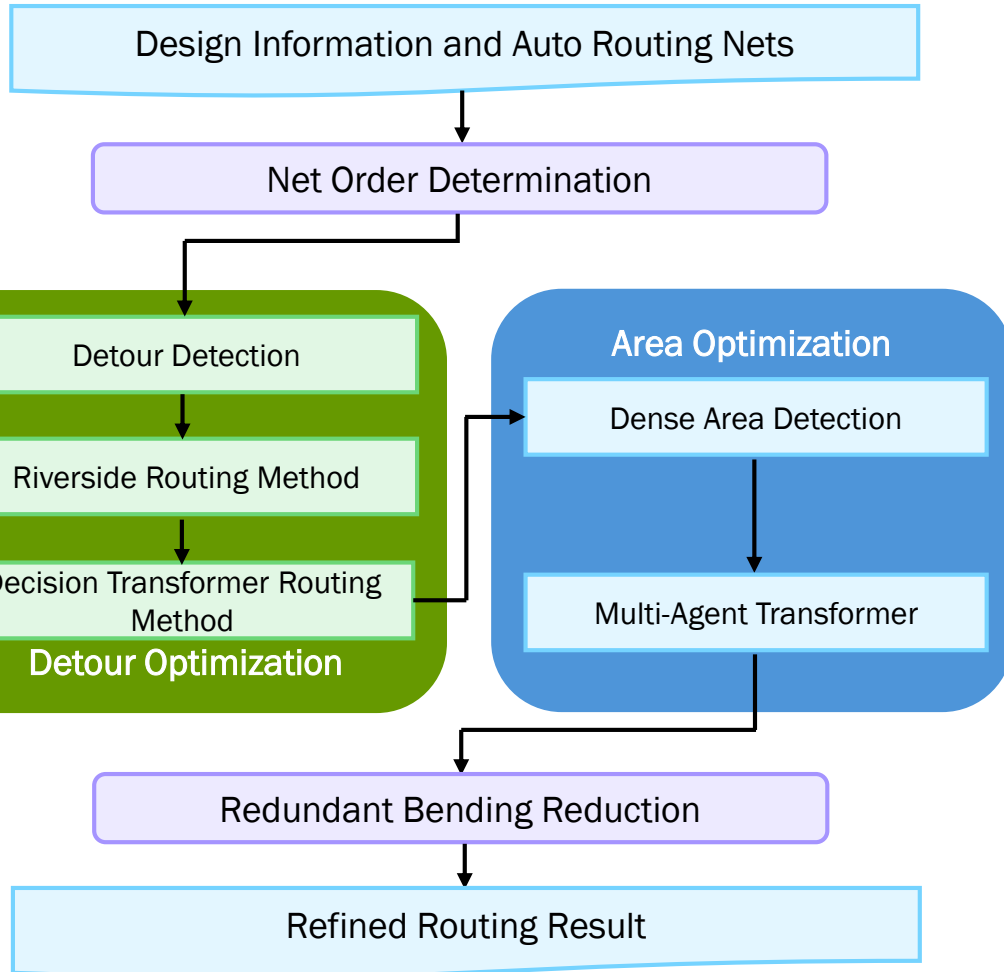 Design Information and Auto Routing Nets
Net Order Determination
Detour Detection
Riverside Routing Method
Transformer Routing
Method
Detour Optimization
Area Optimization
Dense Area Detection
Multi-Agent Transformer
Redundant Bending Reduction
Refined Routing Result